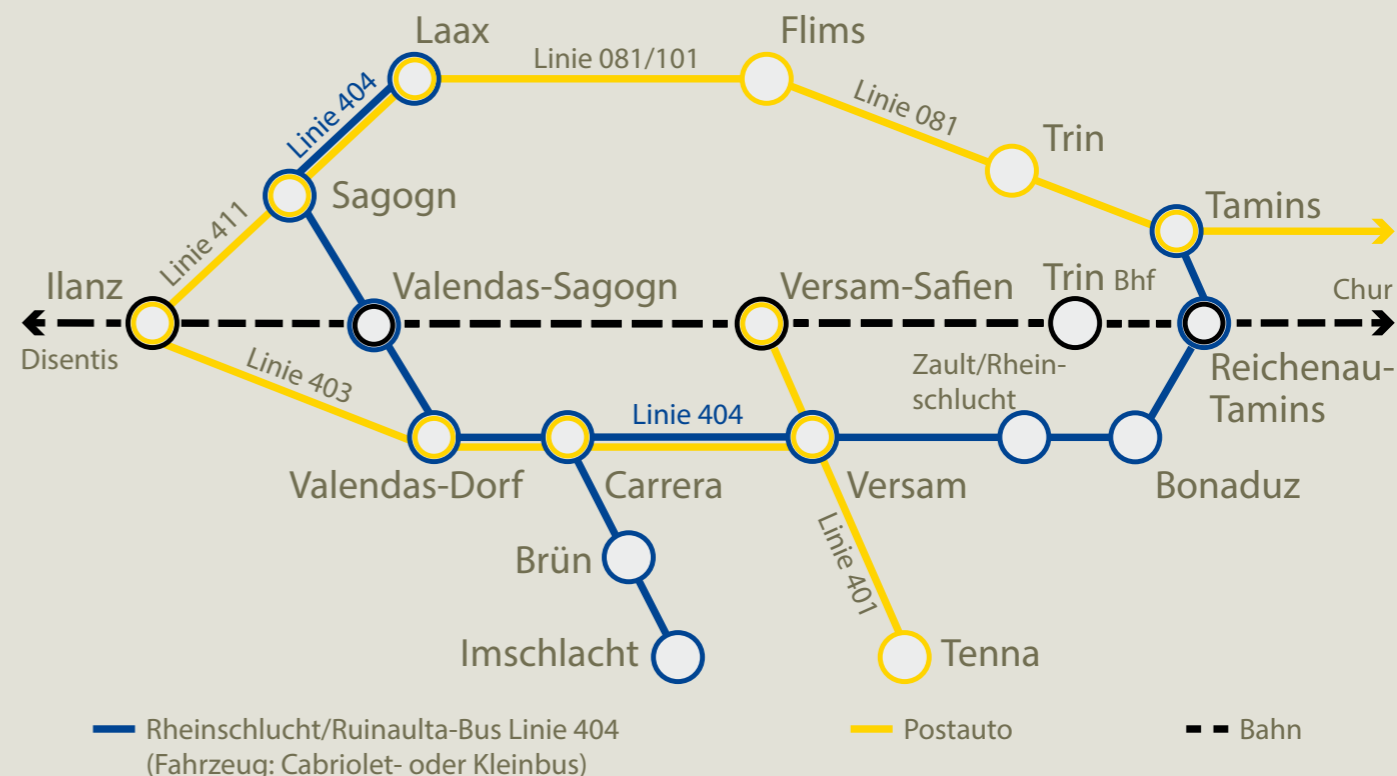 Laax
Flims
Linie 081/101
Linie 404
Linie 081
Trin
Sagogn
Tamins
Linie 411
Ilanz
Valendas-Sagogn
Versam-Safien
Trin Bhf
Chur
Disentis
Linie 403
Zault/Rhein-
schlucht
Reichenau-
Tamins
Linie 404
Valendas-Dorf
Carrera
Versam
Bonaduz
Linie 401
Brün
Imschlacht
Tenna
Rheinschlucht/Ruinaulta-Bus Linie 404
(Fahrzeug: Cabriolet- oder Kleinbus)
Postauto
Bahn